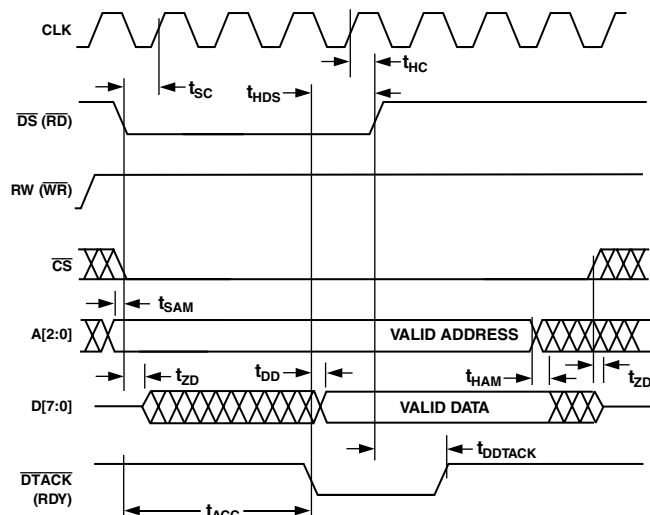 CLK
tHC
tSC
tHDS
DS (RD)
RW (WR)
CS
tSAM
A[2:0]
VALID ADDRESS
tZD
tDD
tHAM
tZD
D[7:0]
VALID DATA
tDDTACK
DTACK
(RDY)
tACC